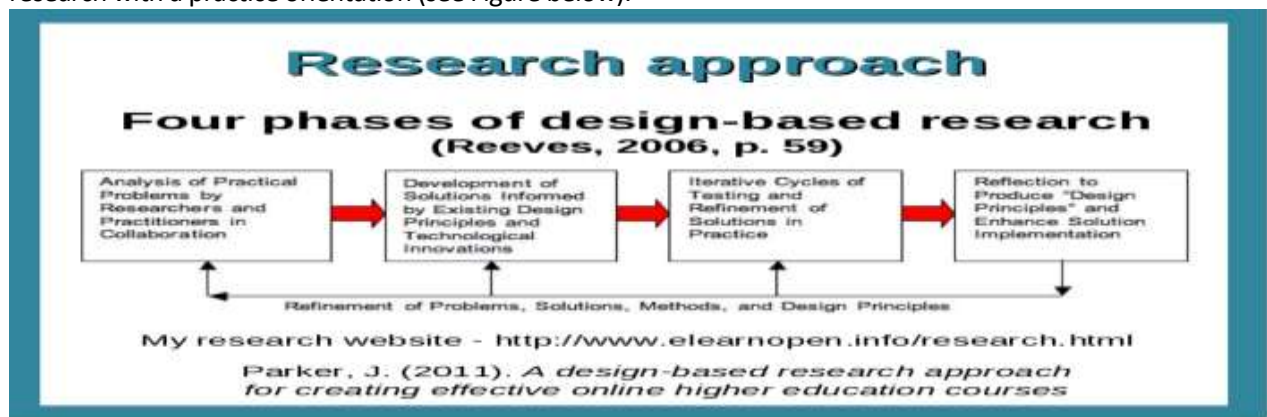 research with a practice orientation (see Figure below).
Research approach
Four phases of design-based research
(Reeves, 2006, p. 59)
Analysis of Practical
Problems by
Researchers and
Practitioners in
Collaboration
Development of
Solutions Informed
by Existing Design
Principles and
Technological
Innovations
Iterative Cycles of
Testing and
Refinement of
Solutions in
Practice
Reflection to
Produce "Design
Principles" and
Enhance Solution
Implementation
Refinement of Problems, Solutions, Methods, and Design Principles
My research website - http://www.elearnopen.info/research.html
Parker, J. (2011). A design-based research approach
for creating effective online higher education courses